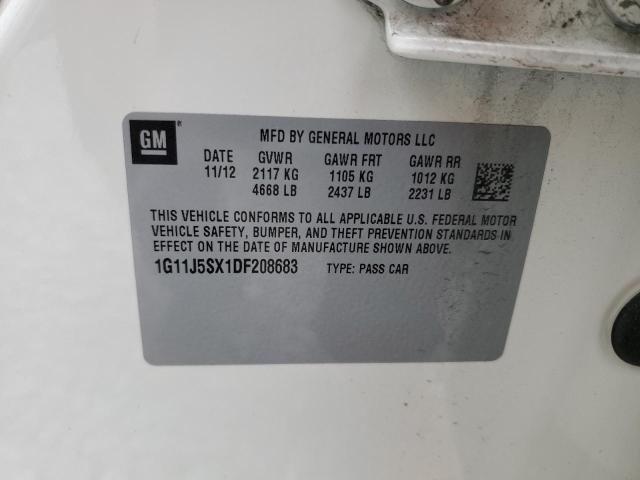 GM ®
MFD BY GENERAL MOTORS LLC
DATE GVWR GAWR FRT GAWR RR
11/12 2117 KG 1105 KG 1012 KG
4668 LB 2437 LB 2231 LB
THIS VEHICLE CONFORMS TO ALL APPLICABLE U.S. FEDERAL MOTOR
VEHICLE SAFETY, BUMPER, AND THEFT PREVENTION STANDARDS IN
EFFECT ON THE DATE OF MANUFACTURE SHOWN ABOVE.
1G11J5SX1DF208683 TYPE: PASS CAR